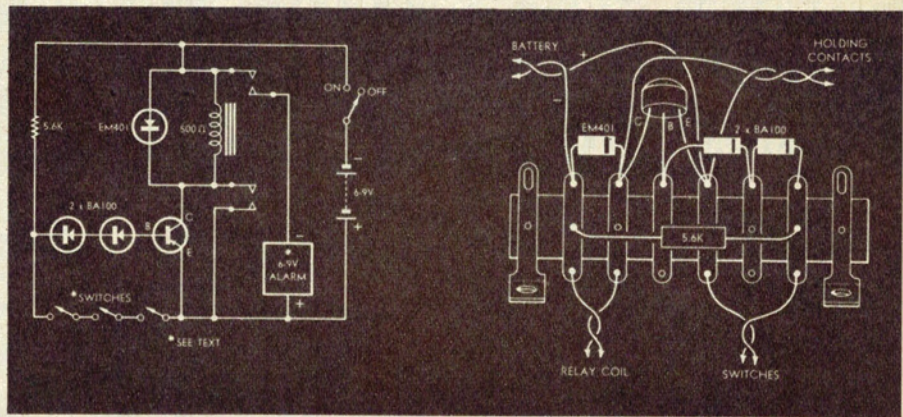 ON
OFF
5.6K
EM401
500 Ω
−
6-9V
+
2 x BA100
B
C
E
−
*
6-9V
ALARM
+
*SWITCHES
*SEE TEXT
BATTERY
+
−
HOLDING
CONTACTS
C
B
E
EM401
2 x BA100
5.6K
RELAY COIL
SWITCHES